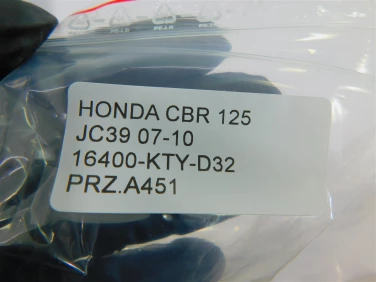 HONDA CBR 125
JC39 07-10
16400-KTY-D32
PRZ.A451